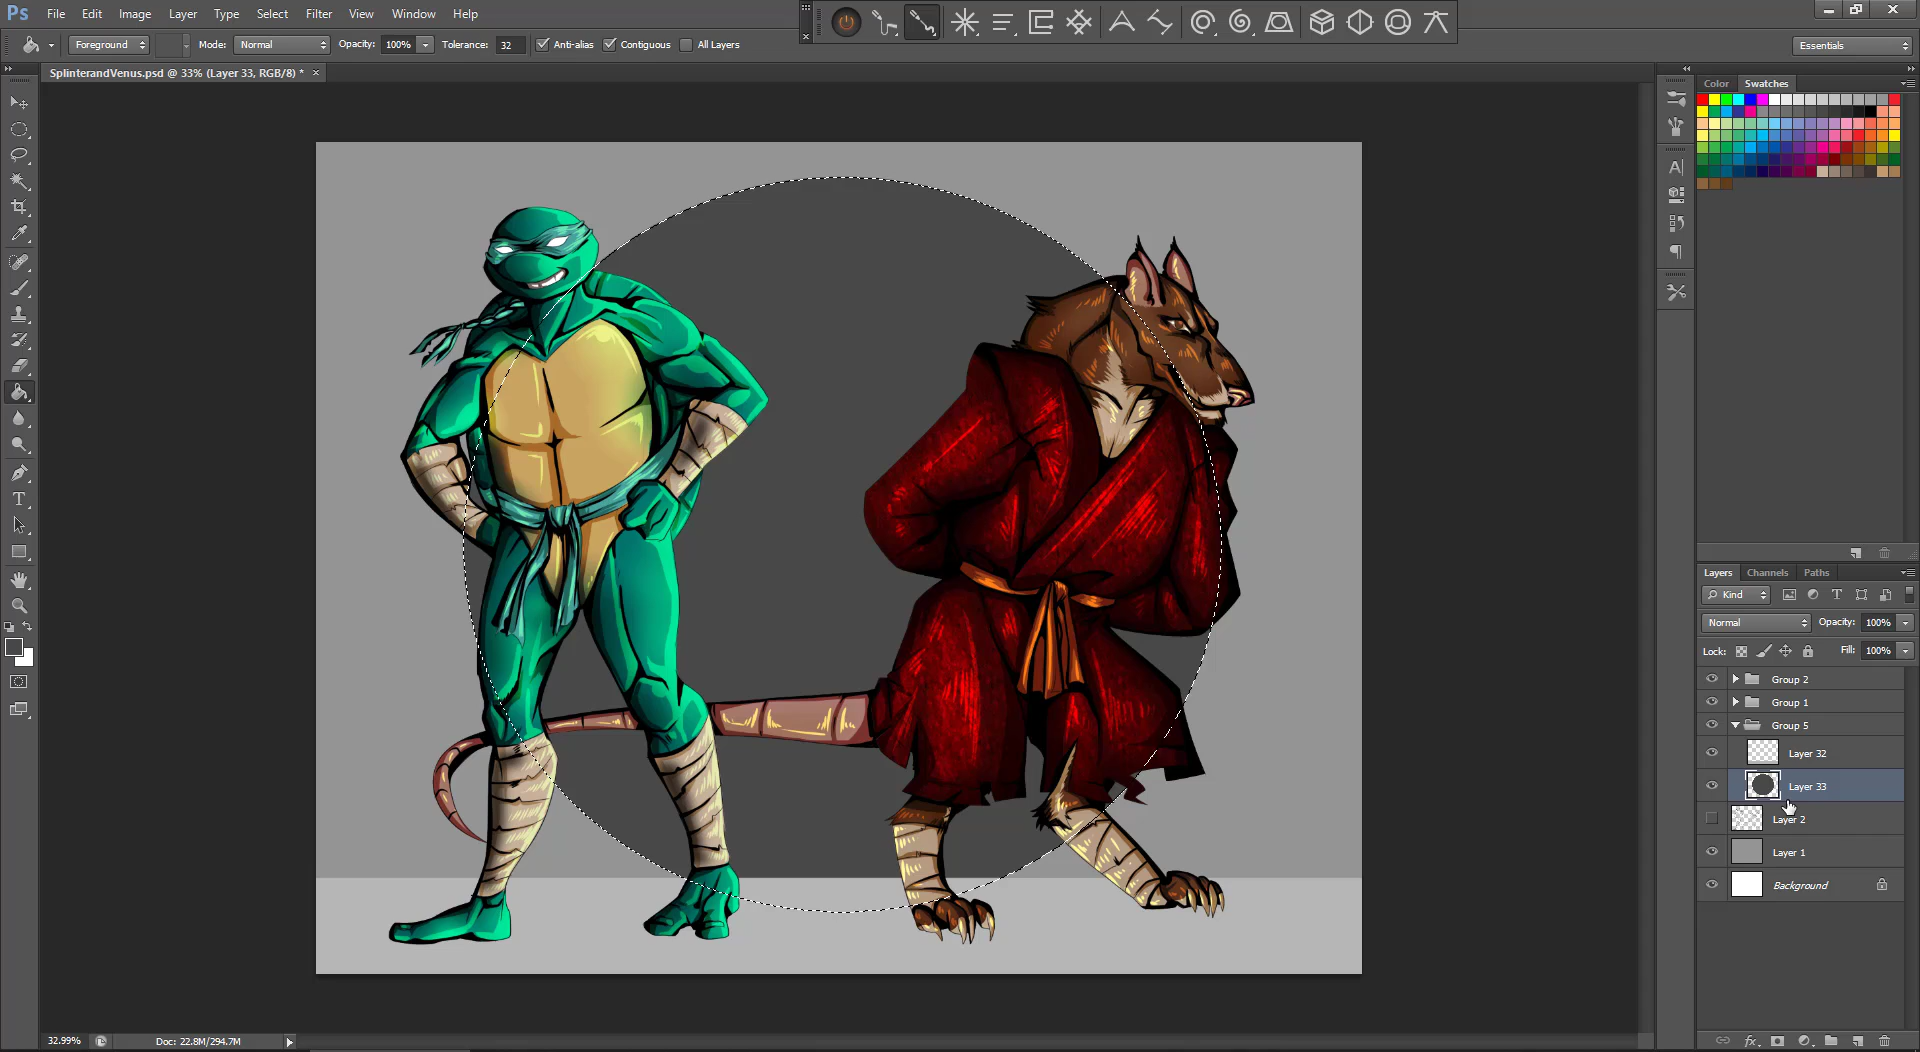 Ps File Edit Image Layer Type Select Filter View Window Help
Foreground Mode: Normal Opacity: 100% Tolerance: 32 Anti-alias Contiguous All Layers Essentials
SplinterandVenus.psd @ 33% (Layer 33, RGB/8) * ×
Color Swatches
Layers Channels Paths
Kind
Normal Opacity: 100%
Lock: Fill: 100%
Group 2
Group 1
Group 5
Layer 32
Layer 33
Layer 2
Layer 1
Background
32.99% Doc: 22.8M/294.7M